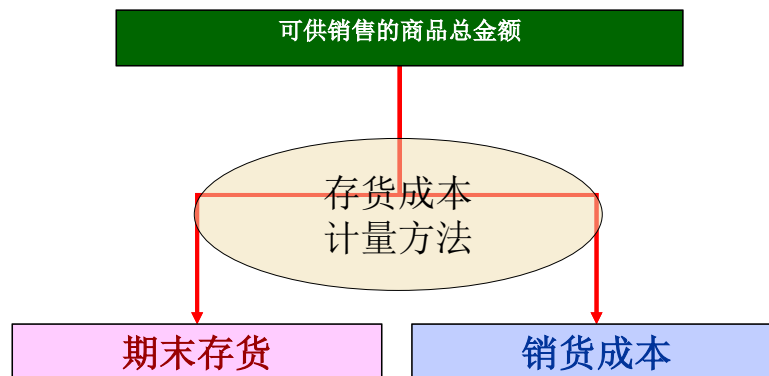 可供销售的商品总金额
存货成本
计量方法
期末存货
销货成本